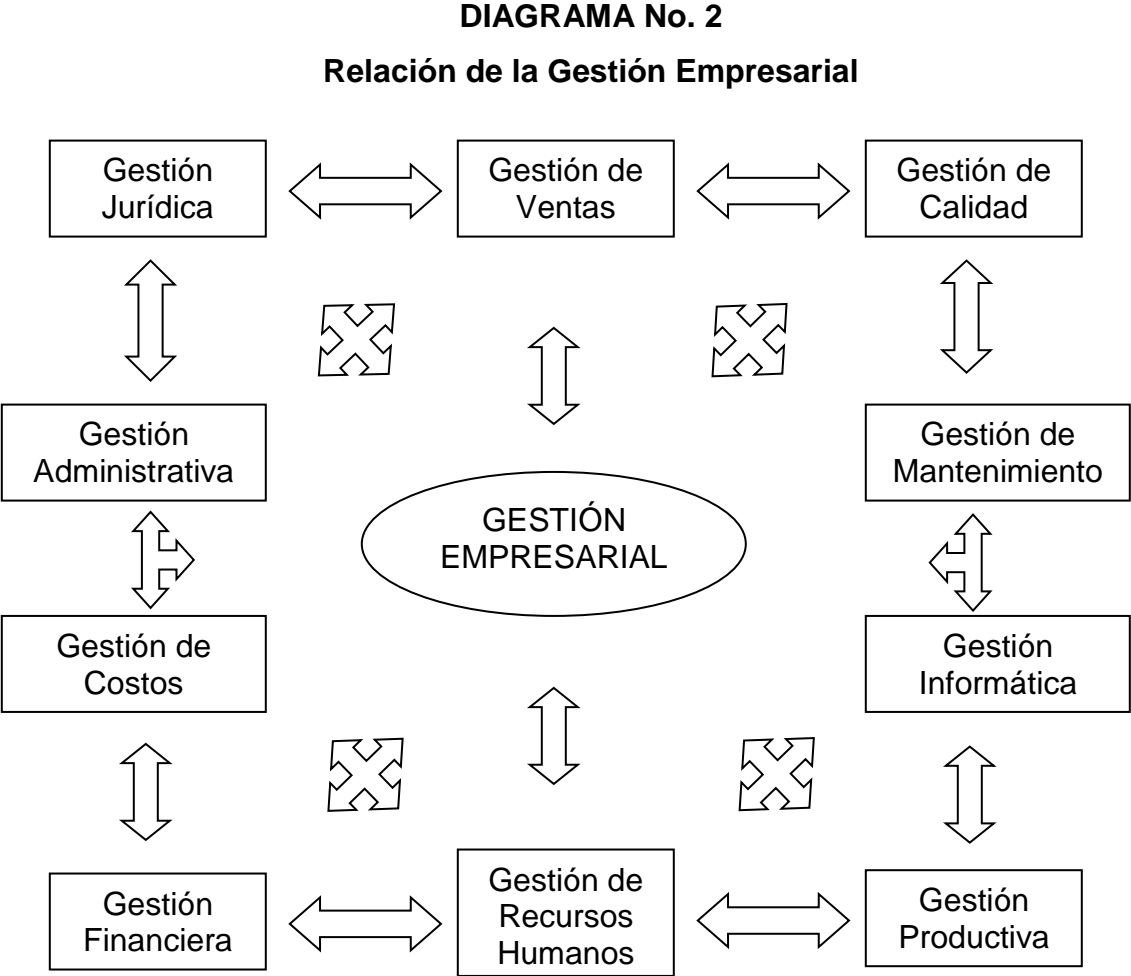 DIAGRAMA No. 2
Relación de la Gestión Empresarial
Gestión
Jurídica
Gestión de
Ventas
Gestión de
Calidad
Gestión
Administrativa
Gestión de
Mantenimiento
GESTIÓN
EMPRESARIAL
Gestión de
Costos
Gestión
Informática
Gestión
Financiera
Gestión de
Recursos
Humanos
Gestión
Productiva